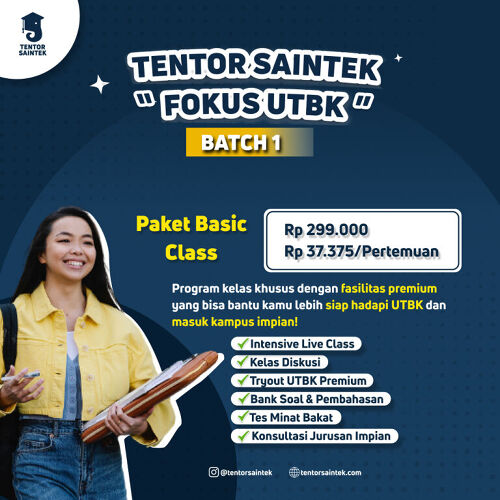 TENTOR
SAINTEK
TENTOR SAINTEK
" FOKUS UTBK "
BATCH 1
Paket Basic
Class
Rp 299.000
Rp 37.375/Pertemuan
Program kelas khusus dengan fasilitas premium
yang bisa bantu kamu lebih siap hadapi UTBK dan
masuk kampus impian!
Intensive Live Class
Kelas Diskusi
Tryout UTBK Premium
Bank Soal & Pembahasan
Tes Minat Bakat
Konsultasi Jurusan Impian
@tentorsaintek
tentorsaintek.com